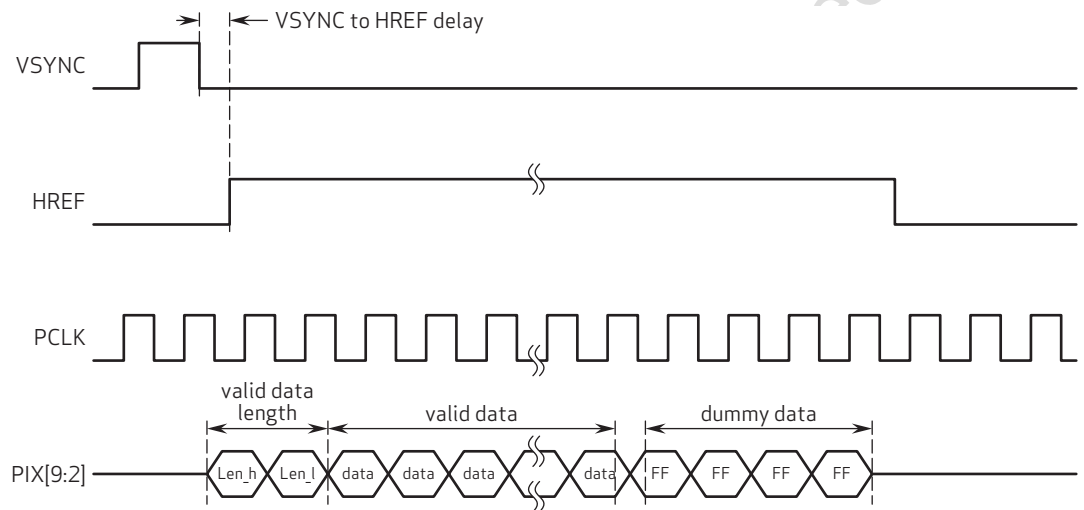 VSYNC to HREF delay
VSYNC
HREF
PCLK
valid data
length
valid data
dummy data
PIX[9:2]
Len_h
Len_l
data
data
data
data
FF
FF
FF
FF